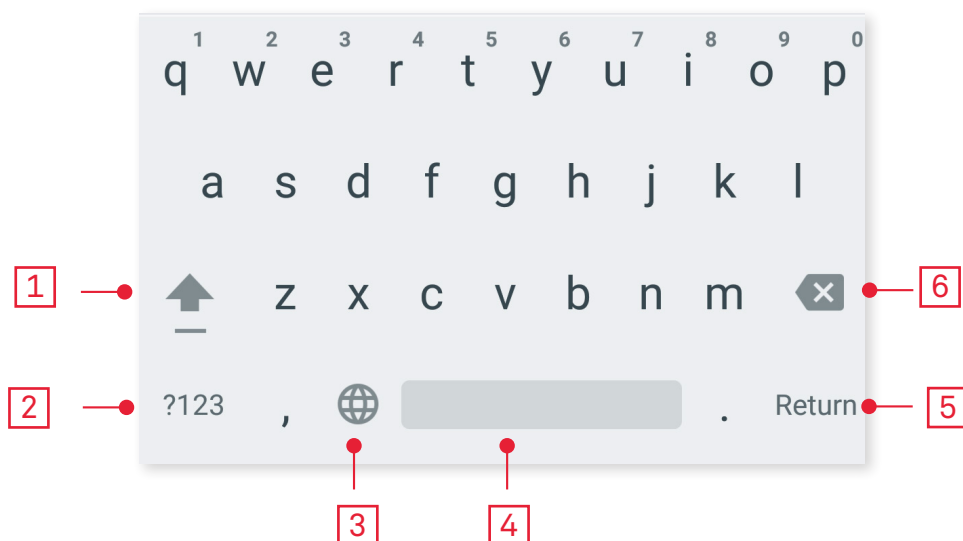 1 2 3 4 5 6 7 8 9 0
q w e r t y u i o p
a s d f g h j k l
1 z x c v b n m 6
2 ?123 , . Return 5
3 4